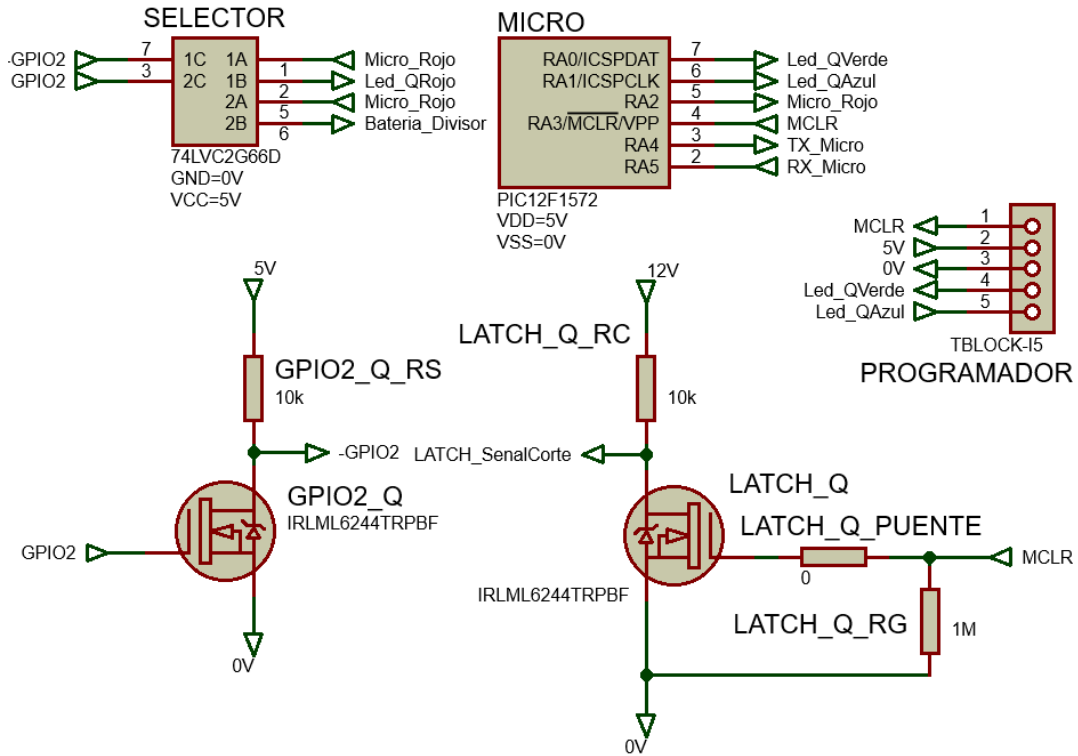 SELECTOR
-GPIO2 7 1C 1A Micro_Rojo
GPIO2 3 2C 1B 1 Led_QRojo
2A 2 Micro_Rojo
2B 5 Bateria_Divisor
6
74LVC2G66D
GND=0V
VCC=5V
MICRO
RA0/ICSPDAT 7 Led_QVerde
RA1/ICSPCLK 6 Led_QAzul
RA2 5 Micro_Rojo
RA3/MCLR/VPP 4 MCLR
RA4 3 TX_Micro
RA5 2 RX_Micro
PIC12F1572
VDD=5V
VSS=0V
MCLR 1
5V 2
0V 3
Led_QVerde 4
Led_QAzul 5
TBLOCK-I5
PROGRAMADOR
5V
GPIO2_Q_RS
10k
-GPIO2
GPIO2_Q
IRLML6244TRPBF
GPIO2
0V
12V
LATCH_Q_RC
10k
LATCH_SenalCorte
LATCH_Q
LATCH_Q_PUENTE
0
MCLR
IRLML6244TRPBF
LATCH_Q_RG
1M
0V